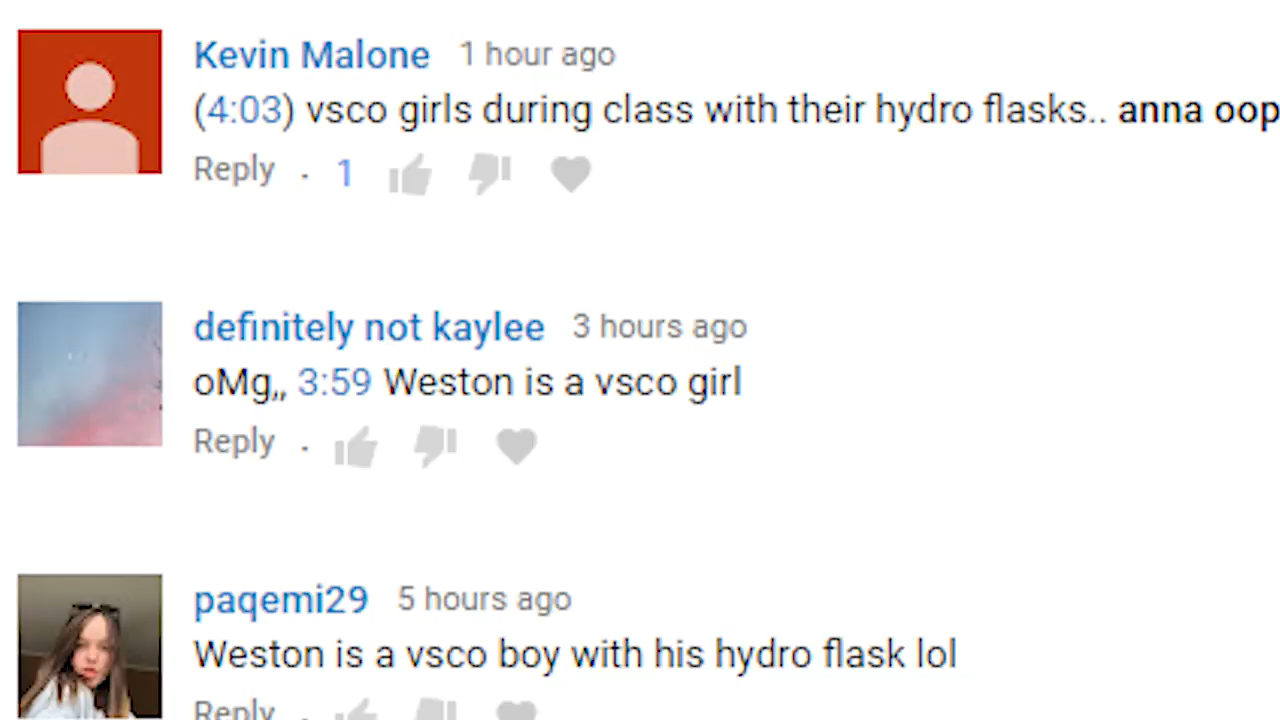 Kevin Malone 1 hour ago
(4:03) vsco girls during class with their hydro flasks.. anna oop
Reply . 1
definitely not kaylee 3 hours ago
oMg,, 3:59 Weston is a vsco girl
Reply .
paqemi29 5 hours ago
Weston is a vsco boy with his hydro flask lol
Reply .